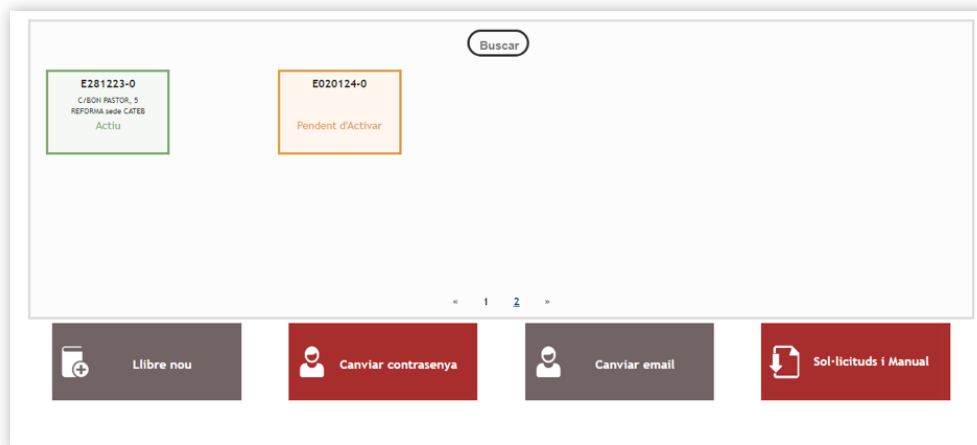 Buscar
E281223-0
C/BON PASTOR, 5
REFORMA sede CATEB
Actiu
E020124-0
Pendent d'Activar
« 1 2 »
Llibre nou
Canviar contrasenya
Canviar email
Sol·licituds i Manual